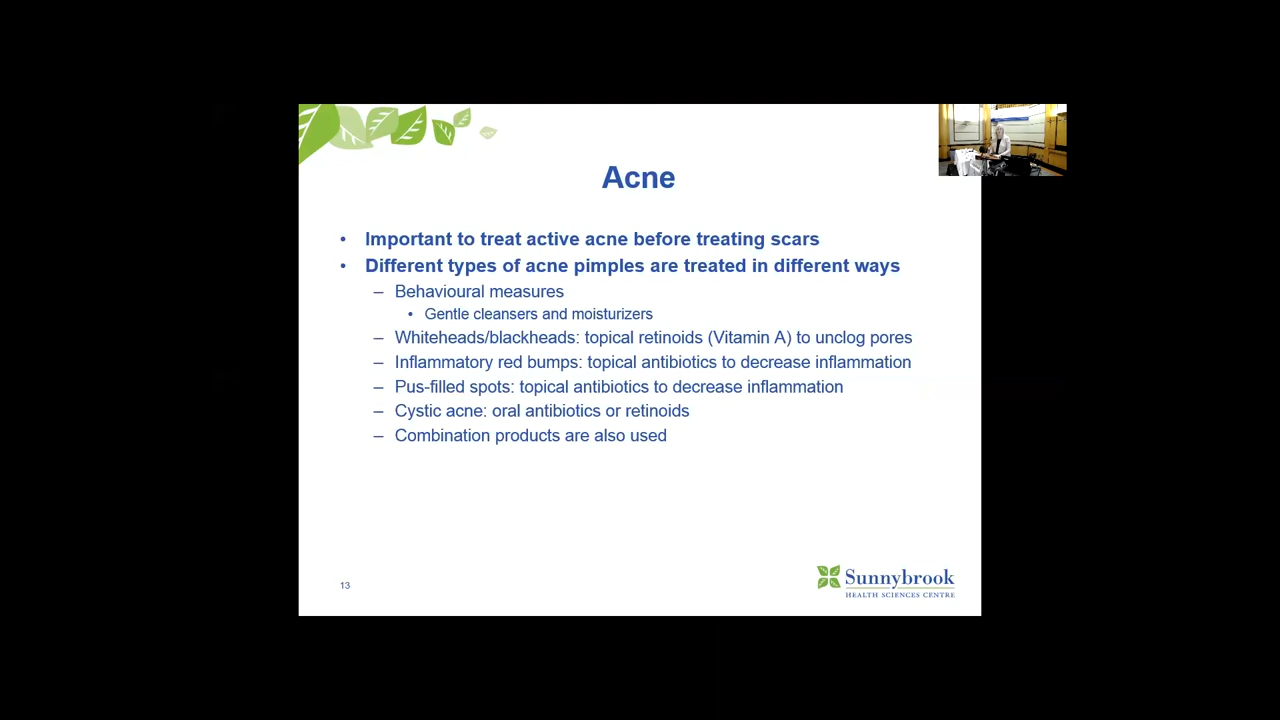 Acne
• Important to treat active acne before treating scars
• Different types of acne pimples are treated in different ways
– Behavioural measures
• Gentle cleansers and moisturizers
– Whiteheads/blackheads: topical retinoids (Vitamin A) to unclog pores
– Inflammatory red bumps: topical antibiotics to decrease inflammation
– Pus-filled spots: topical antibiotics to decrease inflammation
– Cystic acne: oral antibiotics or retinoids
– Combination products are also used
13
Sunnybrook
HEALTH SCIENCES CENTRE